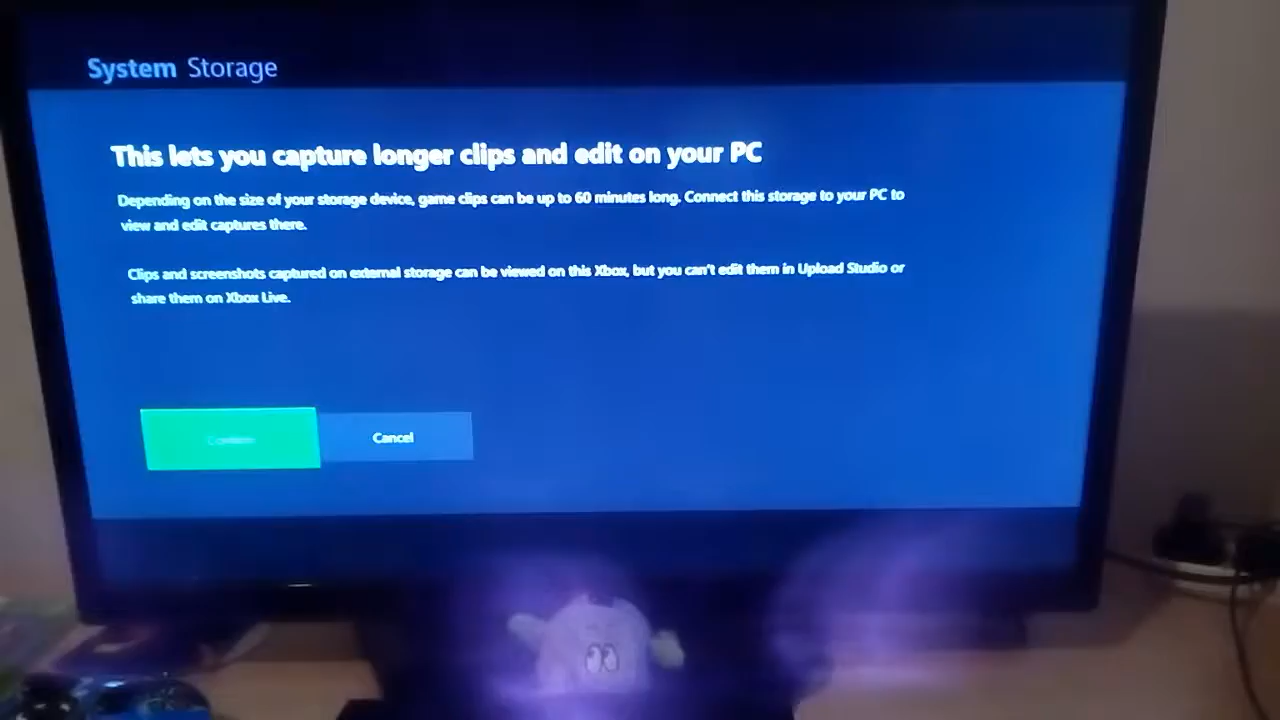 System Storage
This lets you capture longer clips and edit on your PC
Depending on the size of your storage device, game clips can be up to 60 minutes long. Connect this storage to your PC to
view and edit captures there.
Clips and screenshots captured on external storage can be viewed on this Xbox, but you can't edit them in Upload Studio or
share them on Xbox Live.
Cancel